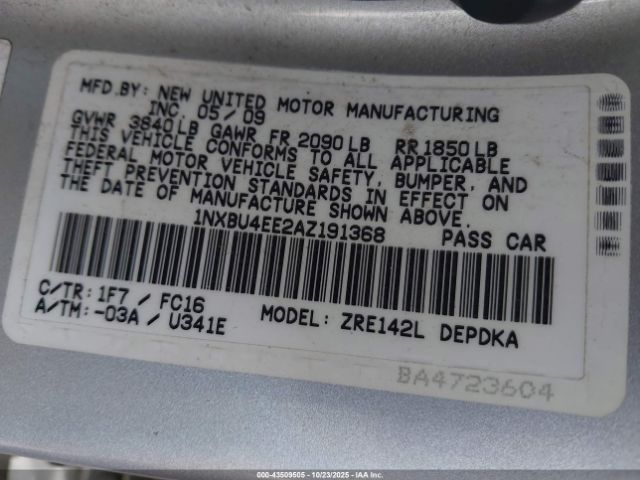 MFD.BY: NEW UNITED MOTOR MANUFACTURING
INC 05/09
GVWR 3840LB GAWR FR 2090LB RR 1850LB
THIS VEHICLE CONFORMS TO ALL APPLICABLE
FEDERAL MOTOR VEHICLE SAFETY, BUMPER, AND
THEFT PREVENTION STANDARDS IN EFFECT ON
THE DATE OF MANUFACTURE SHOWN ABOVE.
1NXBU4EE2AZ191368 PASS CAR
C/TR: 1F7 / FC16
A/TM: -03A / U341E MODEL: ZRE142L DEPDKA
BA4723604
000-43509505 | 10/23/2025 | IAA, Inc.